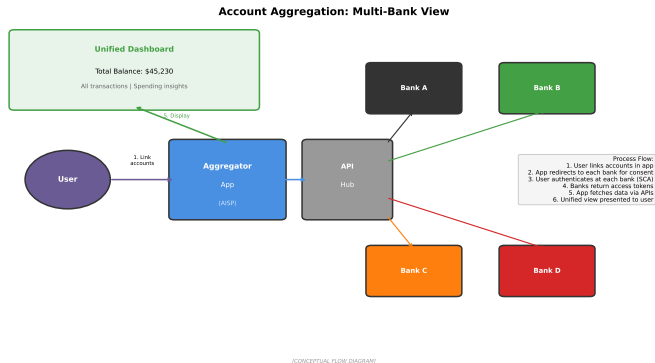 Account Aggregation: Multi-Bank View
Unified Dashboard
Total Balance: $45,230
All transactions | Spending insights
5. Display
Bank A
Bank B
User
1. Link
accounts
Aggregator
App
(AISP)
API
Hub
Process Flow:
1. User links accounts in app
2. App redirects to each bank for consent
3. User authenticates at each bank (SCA)
4. Banks return access tokens
5. App fetches data via APIs
6. Unified view presented to user
Bank C
Bank D
(CONCEPTUAL FLOW DIAGRAM)